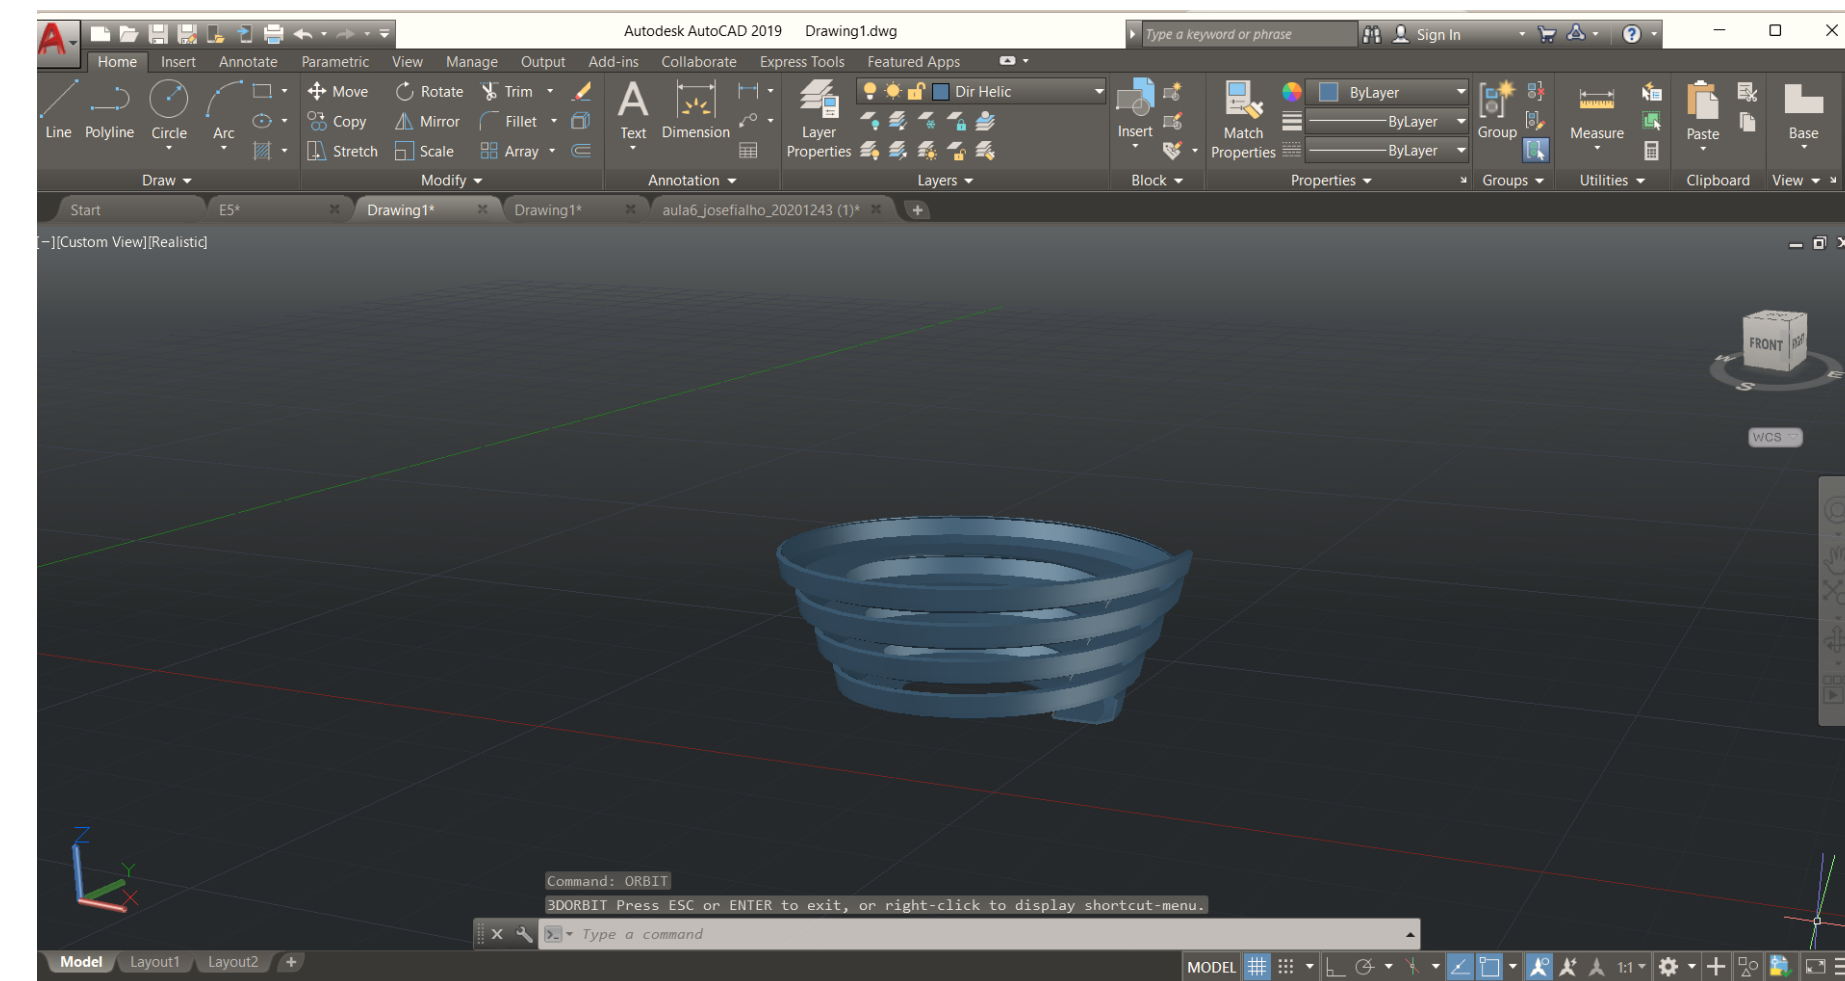 Autodesk AutoCAD 2019 Drawing1.dwg
Type a keyword or phrase
Sign In
Home Insert Annotate Parametric View Manage Output Add-ins Collaborate Express Tools Featured Apps
Line Polyline Circle Arc
Move Rotate Trim
Copy Mirror Fillet
Stretch Scale Array
Text Dimension
Layer Properties
Dir Helic
Insert
Match Properties
ByLayer
ByLayer
ByLayer
Group
Measure
Paste
Base
Draw Modify Annotation Layers Block Properties Groups Utilities Clipboard View
Start E5* Drawing1* Drawing1* aula6_josefialho_20201243 (1)*
[−][Custom View][Realistic]
FRONT RIGHT
W S E
WCS
Z
Y
X
Command: ORBIT
3DORBIT Press ESC or ENTER to exit, or right-click to display shortcut-menu.
Type a command
Model Layout1 Layout2 +
MODEL 1:1